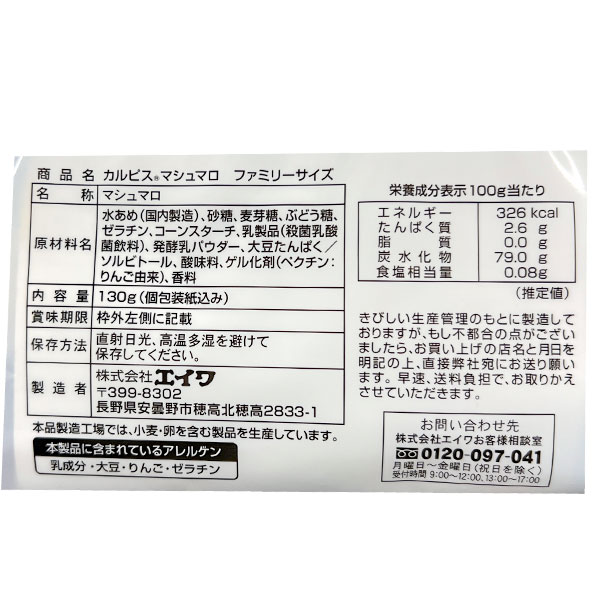 商品名 カルピス®マシュマロ ファミリーサイズ
名称 マシュマロ
原材料名 水あめ(国内製造)、砂糖、麦芽糖、ぶどう糖、
ゼラチン、コーンスターチ、乳製品(殺菌乳酸
菌飲料)、発酵乳パウダー、大豆たんぱく／
ソルビトール、酸味料、ゲル化剤(ペクチン:
りんご由来)、香料
内容量 130g(個包装紙込み)
賞味期限 枠外左側に記載
保存方法 直射日光、高温多湿を避けて
保存してください。
製造者 株式会社エイワ
〒399-8302
長野県安曇野市穂高北穂高2833-1
本品製造工場では、小麦・卵を含む製品を生産しています。
本製品に含まれているアレルゲン
乳成分・大豆・りんご・ゼラチン
栄養成分表示100g当たり
エネルギー 326 kcal
たんぱく質 2.6 g
脂質 0.0 g
炭水化物 79.0 g
食塩相当量 0.08g
(推定値)
きびしい生産管理のもとに製造して
おりますが、もし不都合の点がござい
ましたら、お買い上げの店名と月日を
明記の上、直接弊社宛にお送り願い
ます。早速、送料負担で、お取りかえ
させていただきます。
お問い合わせ先
株式会社エイワお客様相談室
0120-097-041
月曜日～金曜日(祝日を除く)
受付時間 9:00～12:00、13:00～17:00